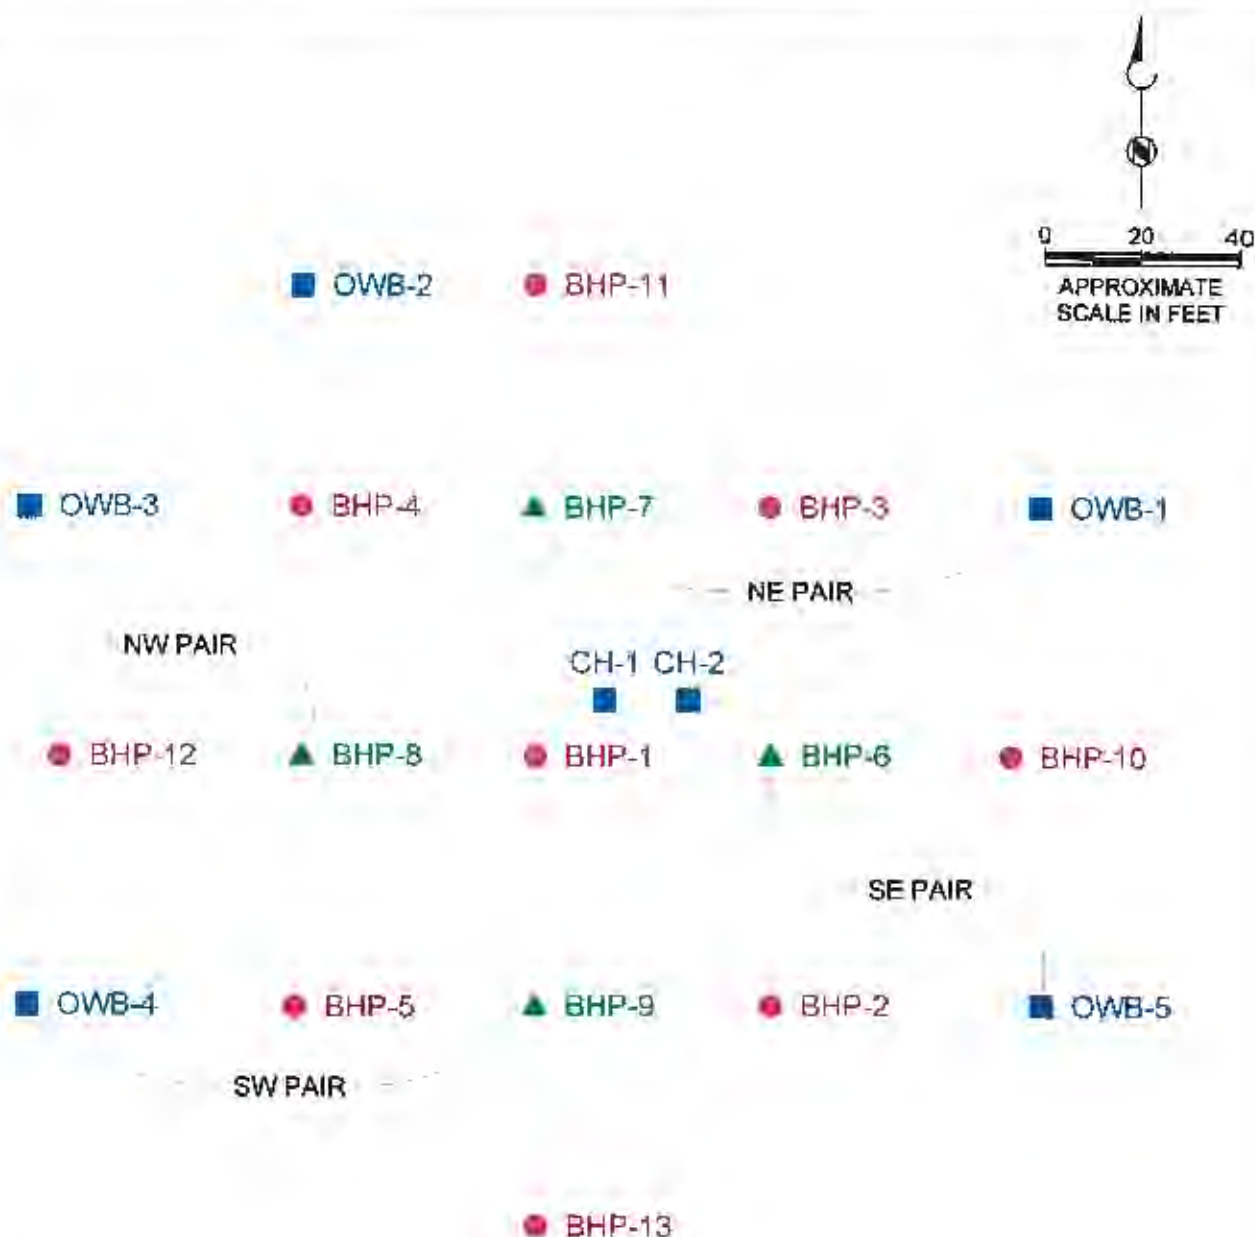 N
0 20 40
APPROXIMATE
SCALE IN FEET
OWB-2 BHP-11
OWB-3 BHP-4 BHP-7 BHP-3 OWB-1
NE PAIR
NW PAIR
CH-1 CH-2
BHP-12 BHP-8 BHP-1 BHP-6 BHP-10
SE PAIR
OWB-4 BHP-5 BHP-9 BHP-2 OWB-5
SW PAIR
BHP-13